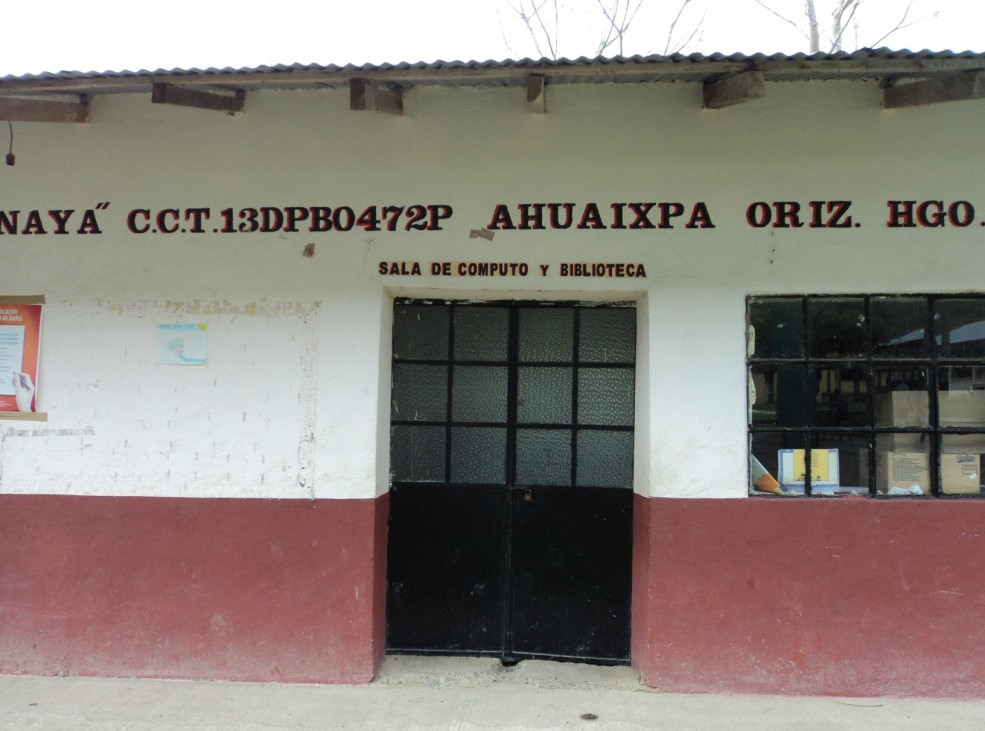 NAYA" C.C.T.13DPB0472P AHUAIXPA ORIZ. HGO.
SALA DE COMPUTO Y BIBLIOTECA